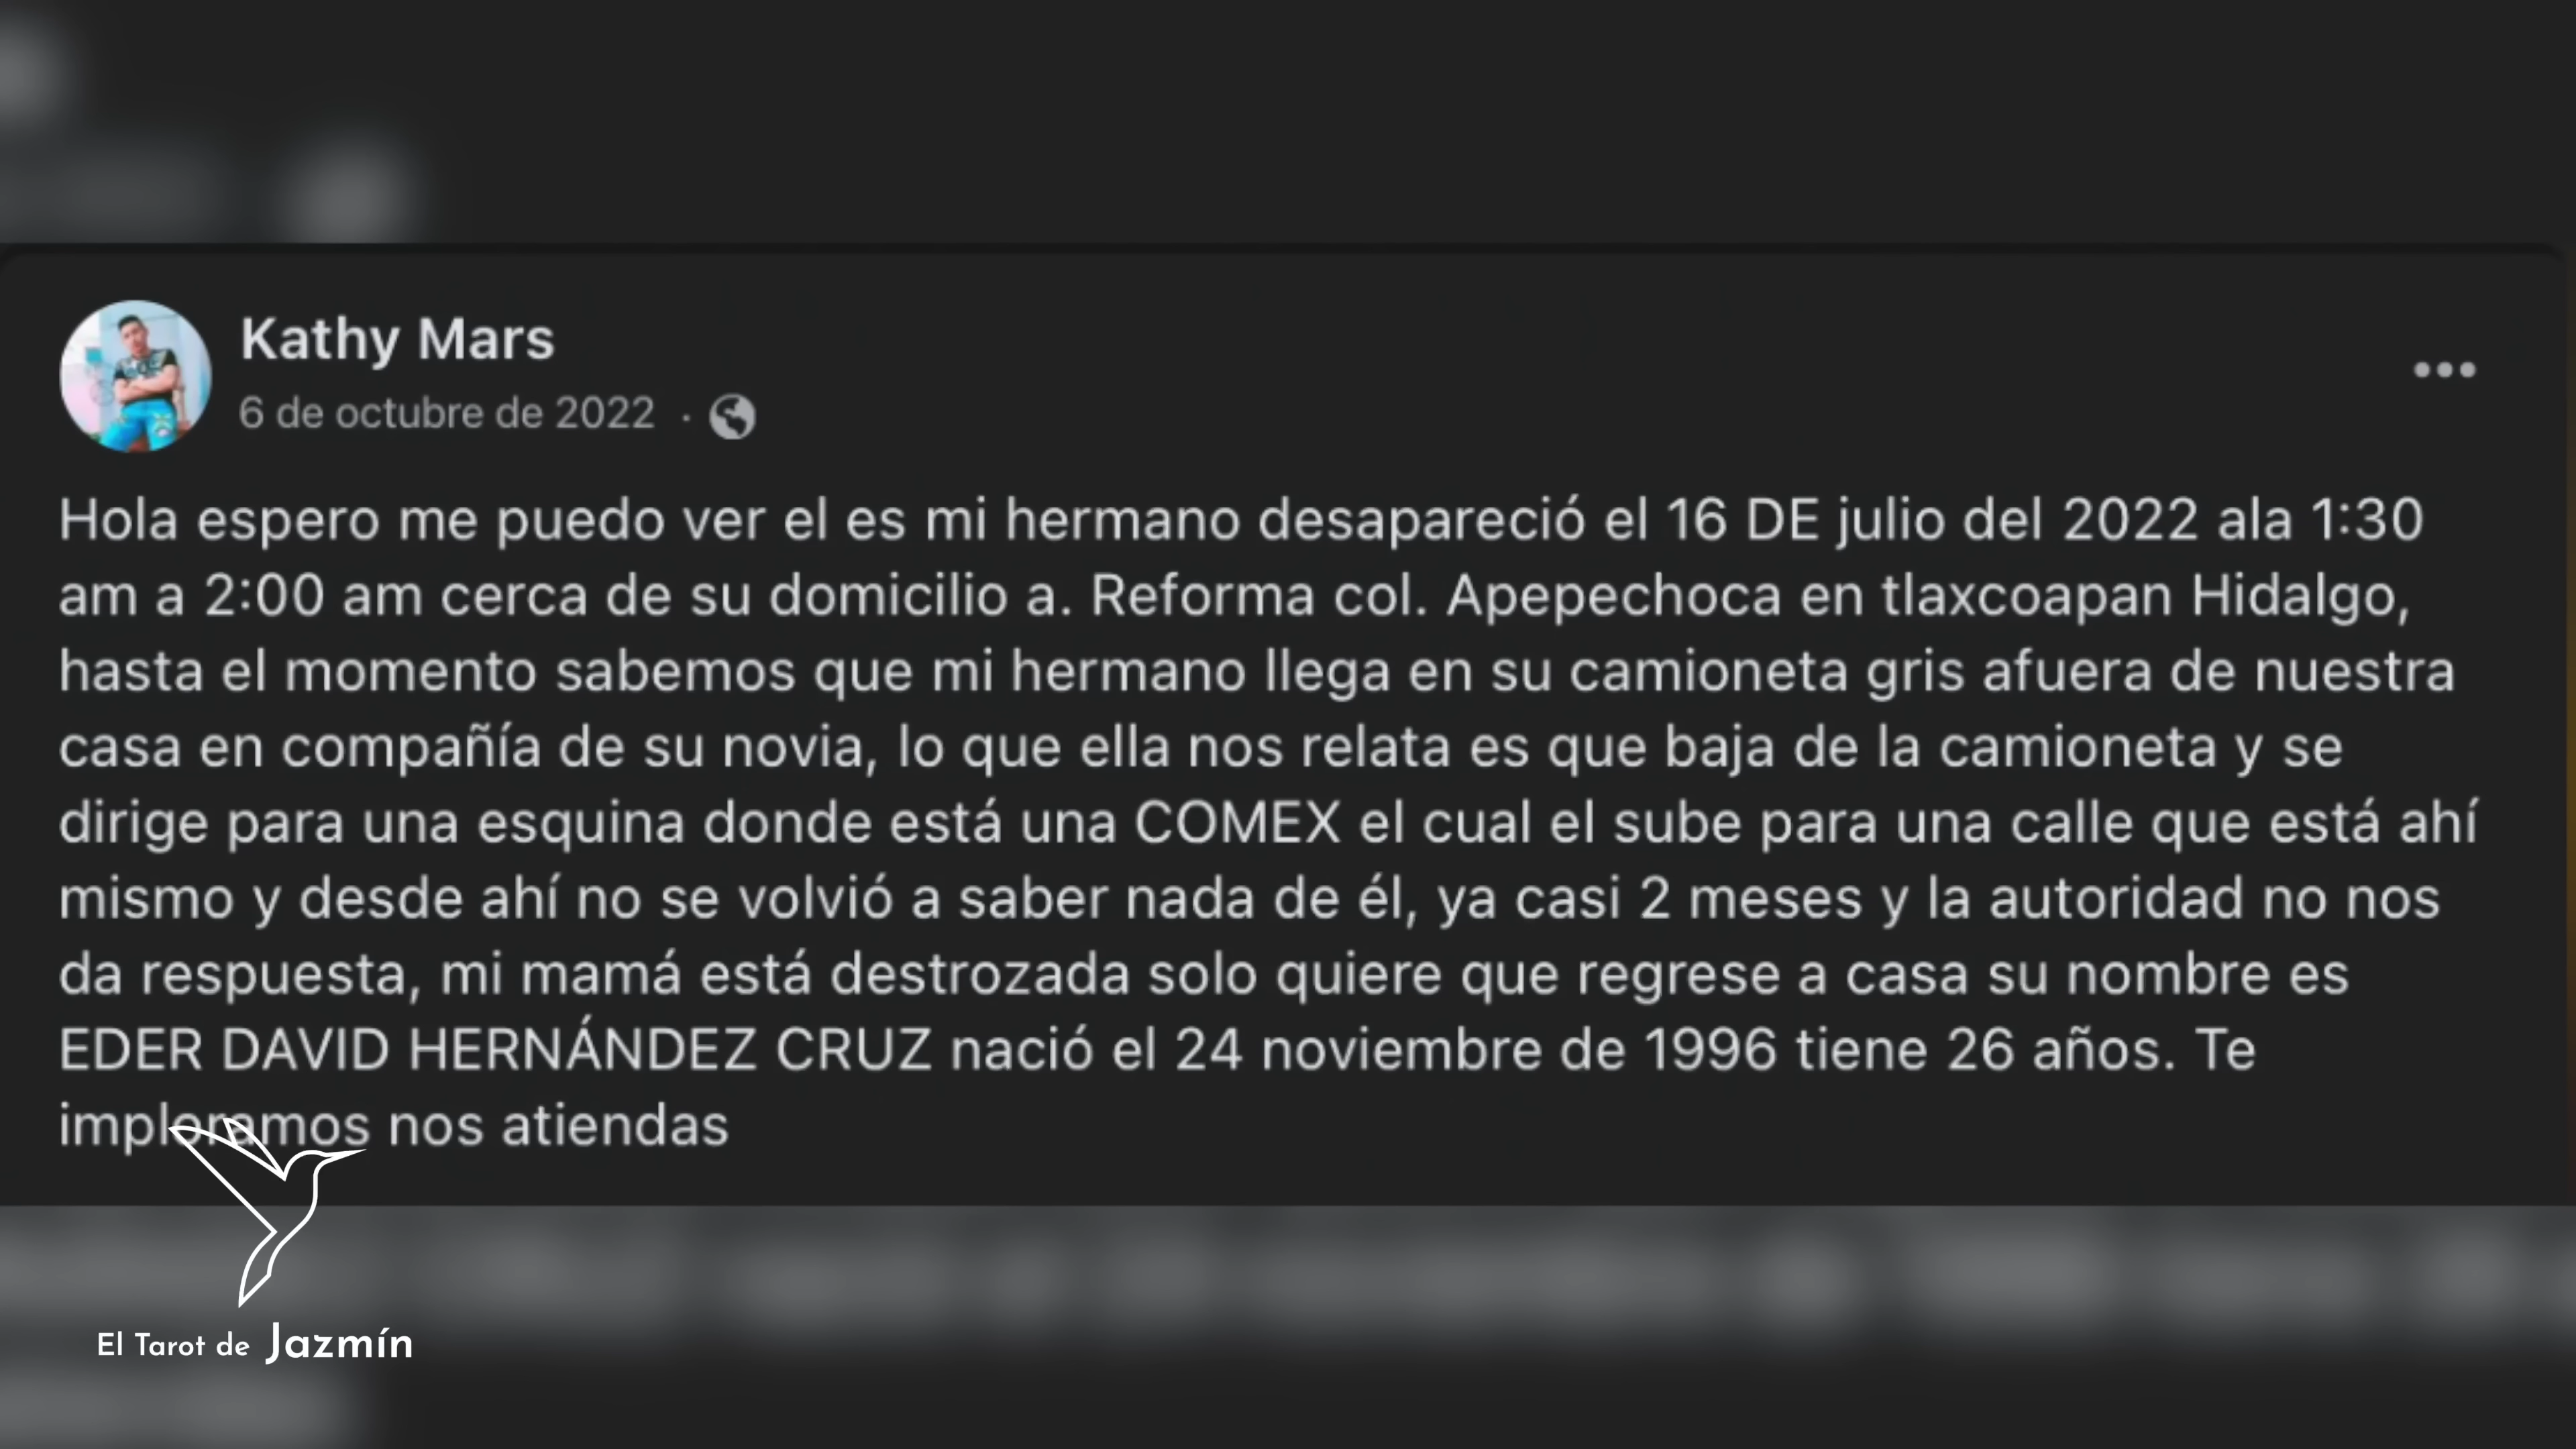 Kathy Mars
6 de octubre de 2022 ·
Hola espero me puedo ver el es mi hermano desapareció el 16 DE julio del 2022 ala 1:30
am a 2:00 am cerca de su domicilio a. Reforma col. Apepechoca en tlaxcoapan Hidalgo,
hasta el momento sabemos que mi hermano llega en su camioneta gris afuera de nuestra
casa en compañía de su novia, lo que ella nos relata es que baja de la camioneta y se
dirige para una esquina donde está una COMEX el cual el sube para una calle que está ahí
mismo y desde ahí no se volvió a saber nada de él, ya casi 2 meses y la autoridad no nos
da respuesta, mi mamá está destrozada solo quiere que regrese a casa su nombre es
EDER DAVID HERNÁNDEZ CRUZ nació el 24 noviembre de 1996 tiene 26 años. Te
imploramos nos atiendas
El Tarot de Jazmín